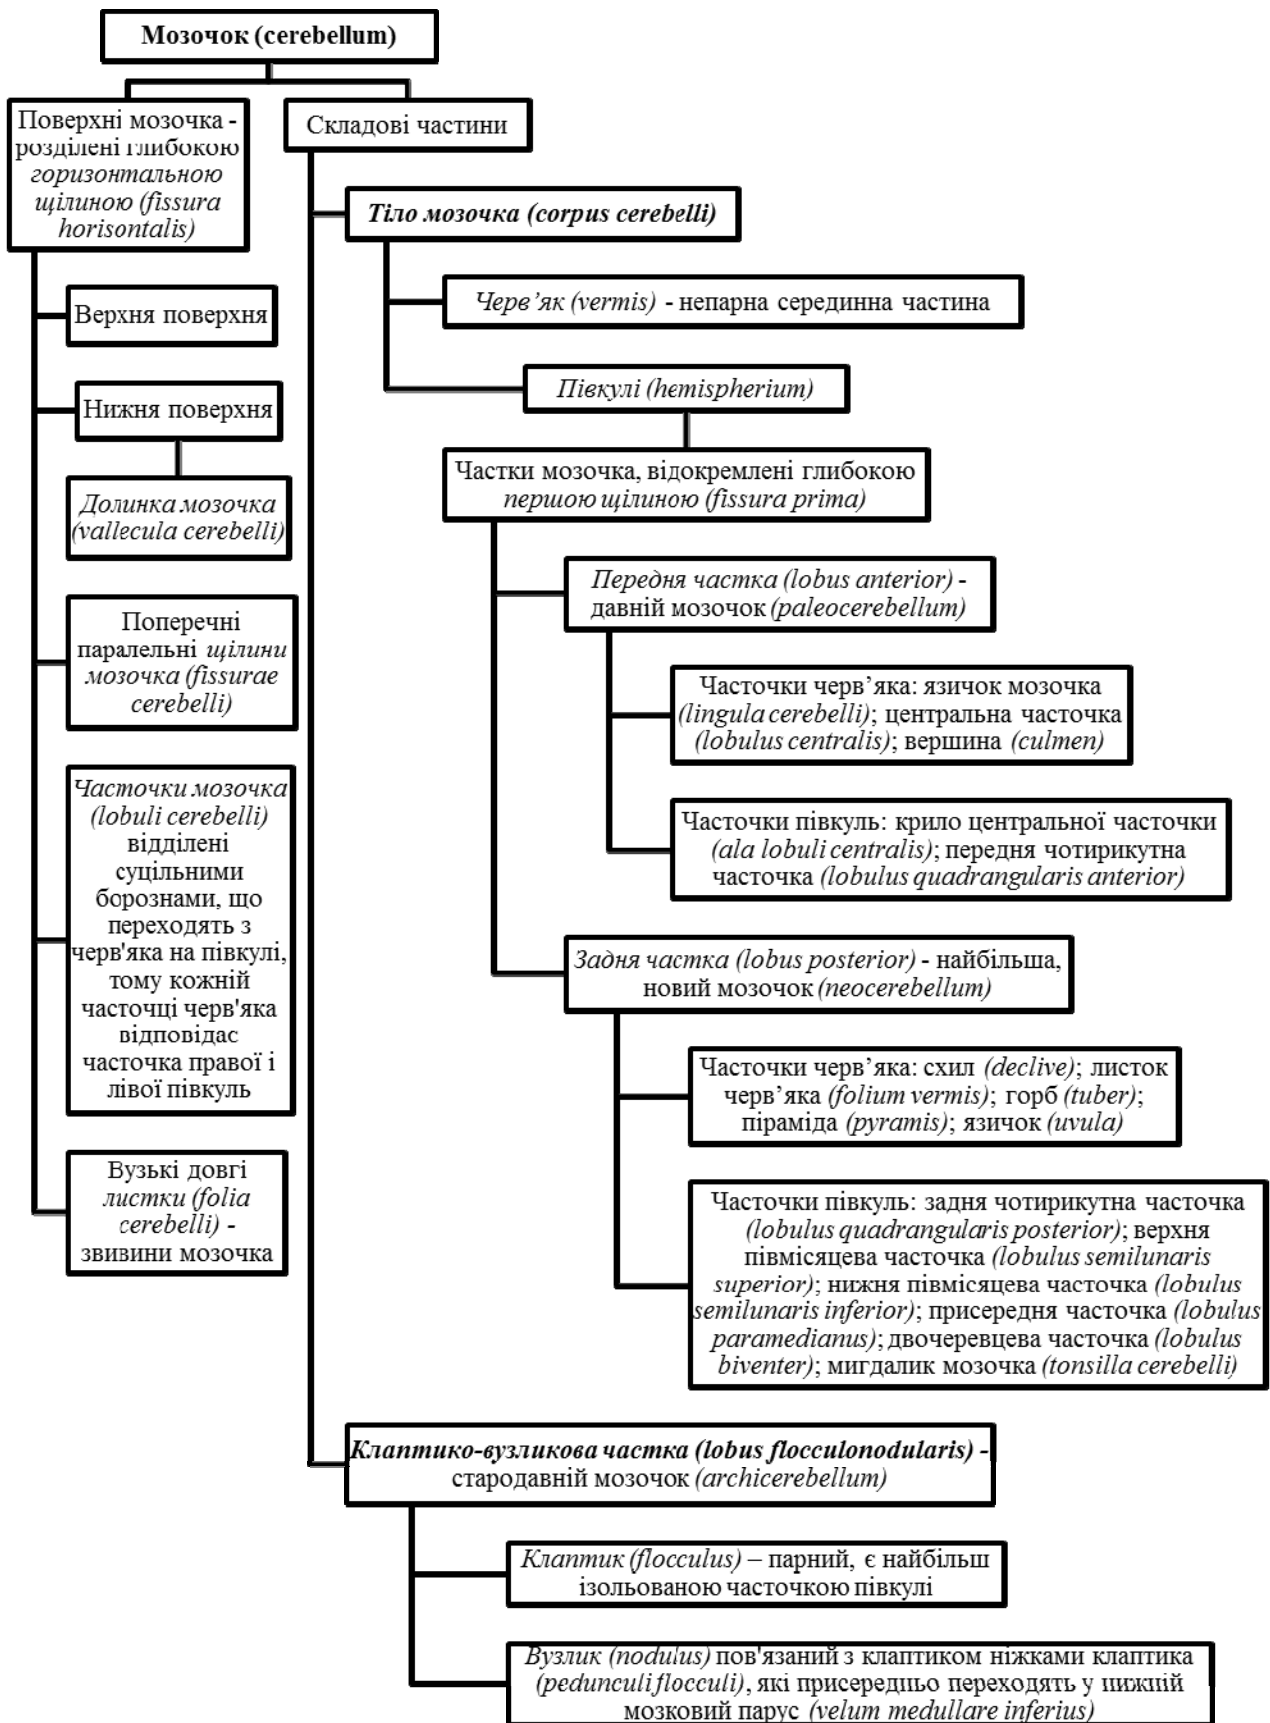 Мозочок (cerebellum)
Поверхні мозочка -
розділені глибокою
горизонтальною
щілиною (fissura
horisontalis)
Верхня поверхня
Нижня поверхня
Долинка мозочка
(vallecula cerebelli)
Поперечні
паралельні щілини
мозочка (fissurae
cerebelli)
Часточки мозочка
(lobuli cerebelli)
відділені
суцільними
борознами, що
переходять з
черв'яка на півкулі,
тому кожній
часточці черв'яка
відповідає
часточка правої і
лівої півкуль
Вузькі довгі
листки (folia
cerebelli) -
звивини мозочка
Складові частини
Тіло мозочка (corpus cerebelli)
Черв’як (vermis) - непарна серединна частина
Півкулі (hemispherium)
Частки мозочка, відокремлені глибокою
першою щілиною (fissura prima)
Передня частка (lobus anterior) -
давній мозочок (paleocerebellum)
Часточки черв’яка: язичок мозочка
(lingula cerebelli); центральна часточка
(lobulus centralis); вершина (culmen)
Часточки півкуль: крило центральної часточки
(ala lobuli centralis); передня чотирикутна
часточка (lobulus quadrangularis anterior)
Задня частка (lobus posterior) - найбільша,
новий мозочок (neocerebellum)
Часточки черв’яка: схил (declive); листок
черв’яка (folium vermis); горб (tuber);
піраміда (pyramis); язичок (uvula)
Часточки півкуль: задня чотирикутна часточка
(lobulus quadrangularis posterior); верхня
півмісяцева часточка (lobulus semilunaris
superior); нижня півмісяцева часточка (lobulus
semilunaris inferior); присередня часточка (lobulus
paramedianus); двочеревцева часточка (lobulus
biventer); мигдалик мозочка (tonsilla cerebelli)
Клаптико-вузликова частка (lobus flocculonodularis) -
стародавній мозочок (archicerebellum)
Клаптик (flocculus) – парний, є найбільш
ізольованою часточкою півкулі
Вузлик (nodulus) пов'язаний з клаптиком ніжками клаптика
(pedunculi flocculi), які присередньо переходять у нижній
мозковий парус (velum medullare inferius)